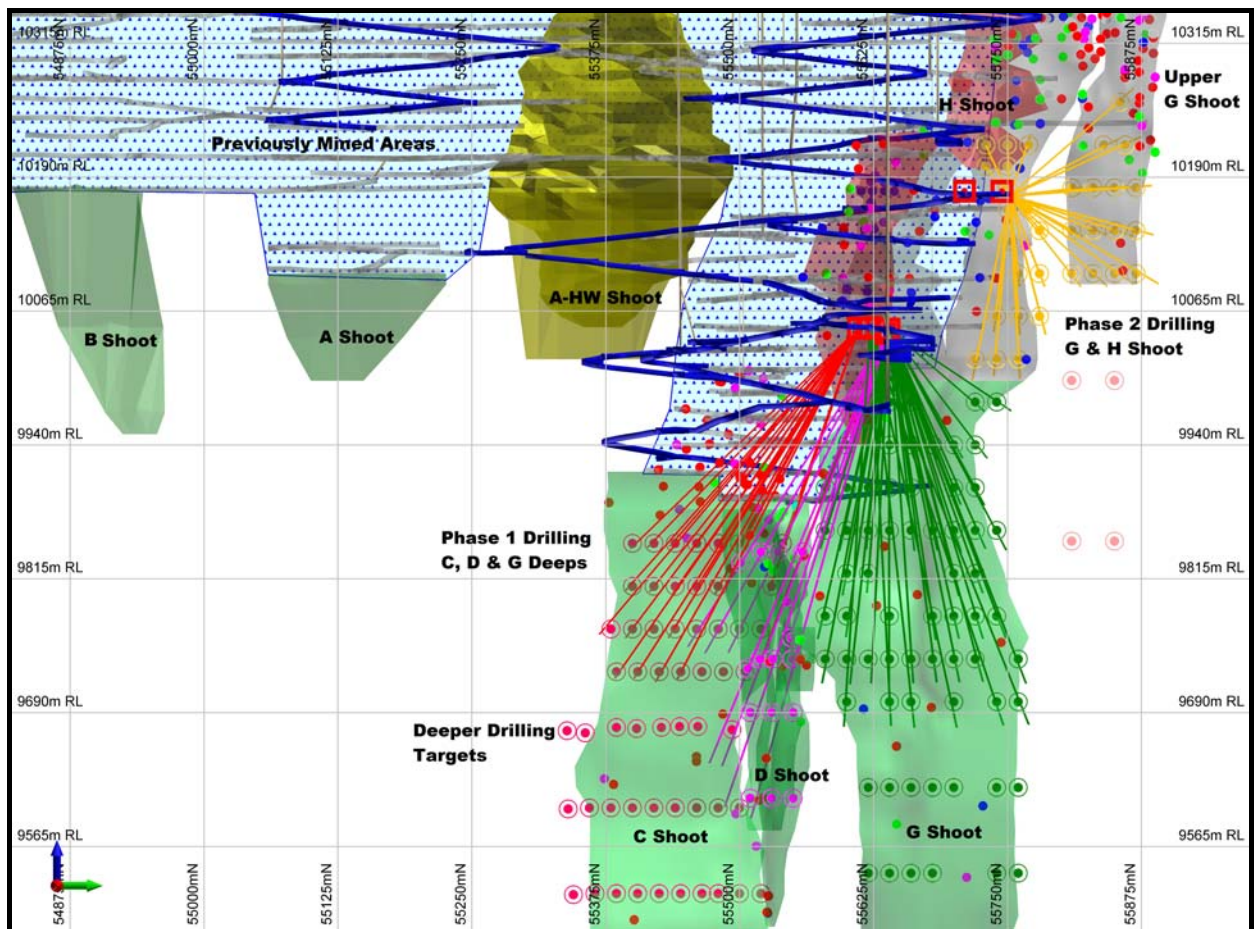 54875mN
55000mN
55125mN
55250mN
55375mN
55500mN
55625mN
55750mN
55875mN
10315m RL
10315m RL
Upper
G Shoot
H Shoot
Previously Mined Areas
10190m RL
10190m RL
A-HW Shoot
10065m RL
10065m RL
B Shoot
A Shoot
Phase 2 Drilling
G & H Shoot
9940m RL
9940m RL
Phase 1 Drilling
C, D & G Deeps
9815m RL
9815m RL
9690m RL
9690m RL
Deeper Drilling
Targets
D Shoot
C Shoot
G Shoot
9565m RL
9565m RL
54875mN
55000mN
55125mN
55250mN
55375mN
55500mN
55625mN
55750mN
55875mN